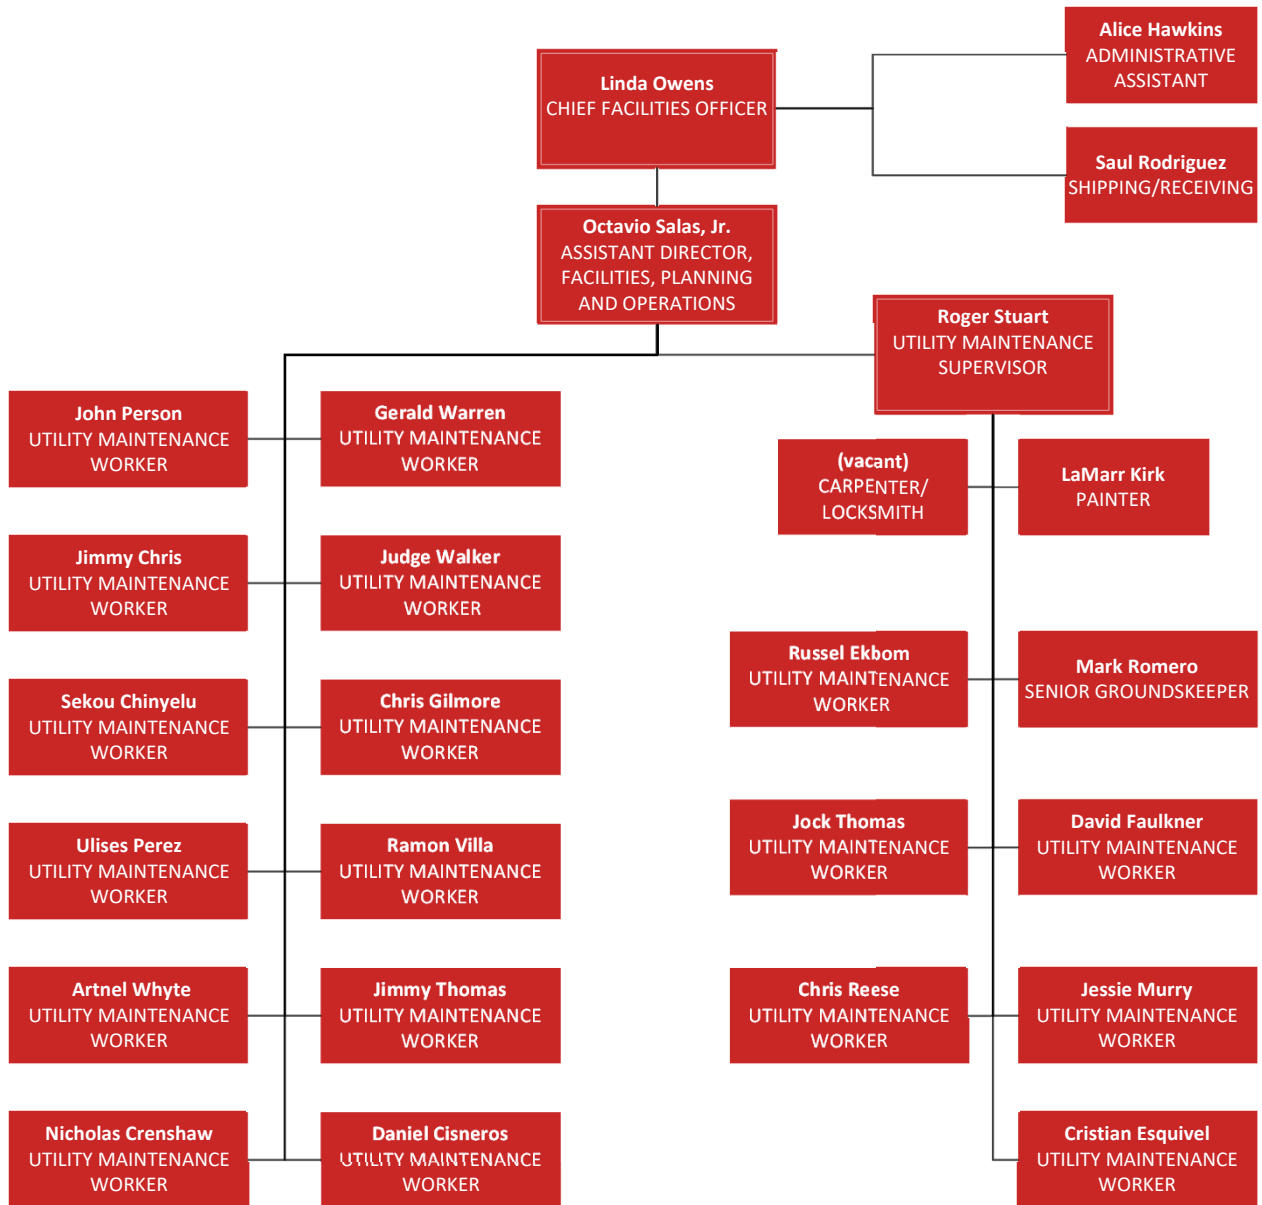 Alice Hawkins
ADMINISTRATIVE
ASSISTANT
Linda Owens
CHIEF FACILITIES OFFICER
Saul Rodriguez
SHIPPING/RECEIVING
Octavio Salas, Jr.
ASSISTANT DIRECTOR,
FACILITIES, PLANNING
AND OPERATIONS
Roger Stuart
UTILITY MAINTENANCE
SUPERVISOR
John Person
UTILITY MAINTENANCE
WORKER
Gerald Warren
UTILITY MAINTENANCE
WORKER
(vacant)
CARPENTER/
LOCKSMITH
LaMarr Kirk
PAINTER
Jimmy Chris
UTILITY MAINTENANCE
WORKER
Judge Walker
UTILITY MAINTENANCE
WORKER
Russel Ekbom
UTILITY MAINTENANCE
WORKER
Mark Romero
SENIOR GROUNDSKEEPER
Sekou Chinyelu
UTILITY MAINTENANCE
WORKER
Chris Gilmore
UTILITY MAINTENANCE
WORKER
Jock Thomas
UTILITY MAINTENANCE
WORKER
David Faulkner
UTILITY MAINTENANCE
WORKER
Ulises Perez
UTILITY MAINTENANCE
WORKER
Ramon Villa
UTILITY MAINTENANCE
WORKER
Artnel Whyte
UTILITY MAINTENANCE
WORKER
Jimmy Thomas
UTILITY MAINTENANCE
WORKER
Chris Reese
UTILITY MAINTENANCE
WORKER
Jessie Murry
UTILITY MAINTENANCE
WORKER
Nicholas Crenshaw
UTILITY MAINTENANCE
WORKER
Daniel Cisneros
UTILITY MAINTENANCE
WORKER
Cristian Esquivel
UTILITY MAINTENANCE
WORKER